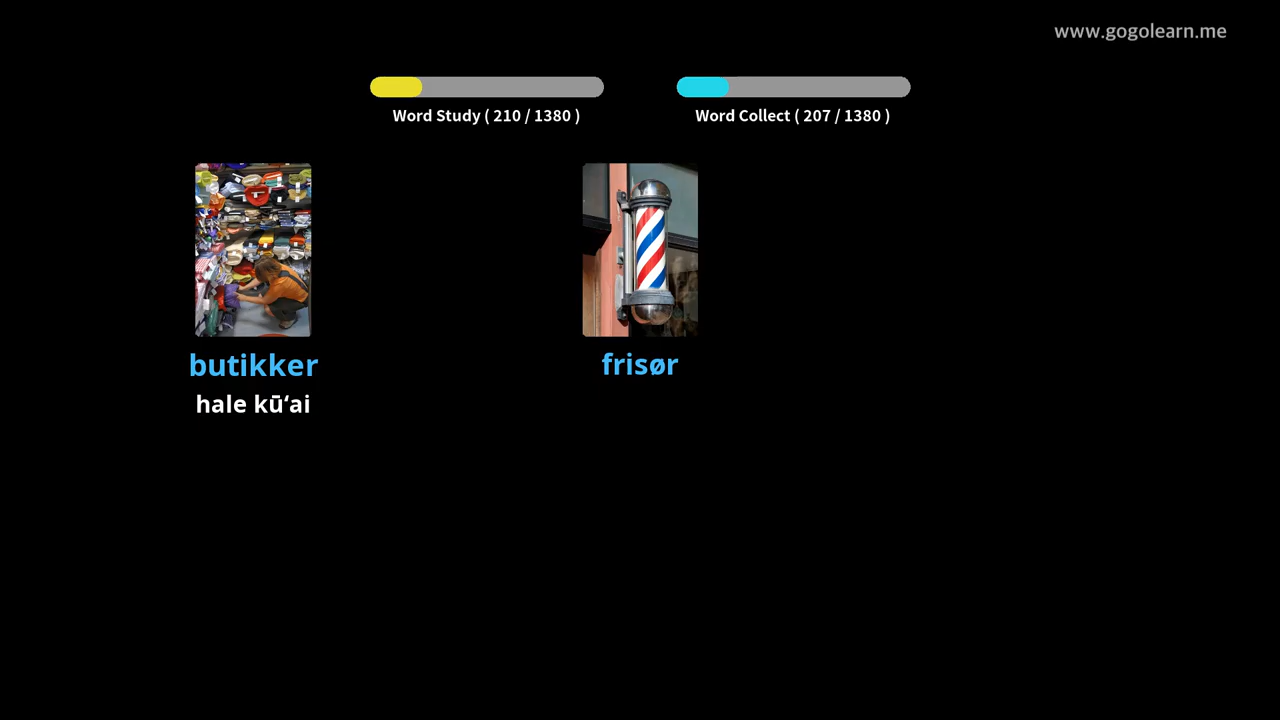 www.gogolearn.me
Word Study ( 210 / 1380 )
Word Collect ( 207 / 1380 )
butikker
hale kūʻai
frisør